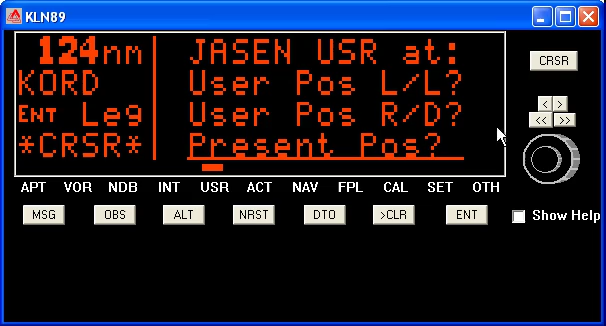 KLN89
124nm JASEN USR at:
KORD User Pos L/L?
ENT Leg User Pos R/D?
*CRSR* Present Pos?
CRSR
< >
<< >>
APT VOR NDB INT USR ACT NAV FPL CAL SET OTH
MSG OBS ALT NRST DTO >CLR ENT Show Help